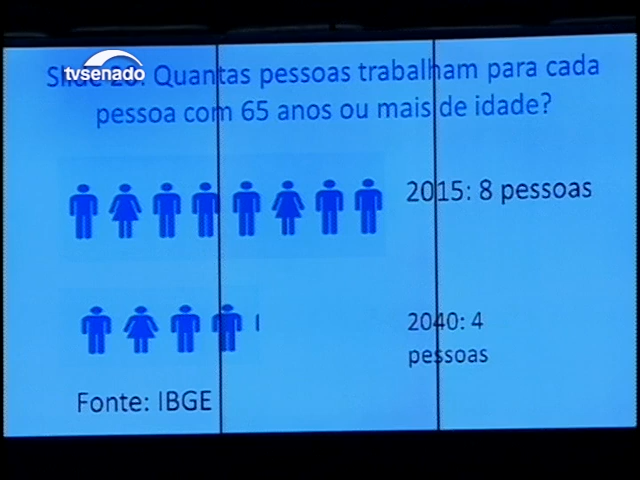 tvsenado
Quantas pessoas trabalham para cada
pessoa com 65 anos ou mais de idade?
2015: 8 pessoas
2040: 4
pessoas
Fonte: IBGE